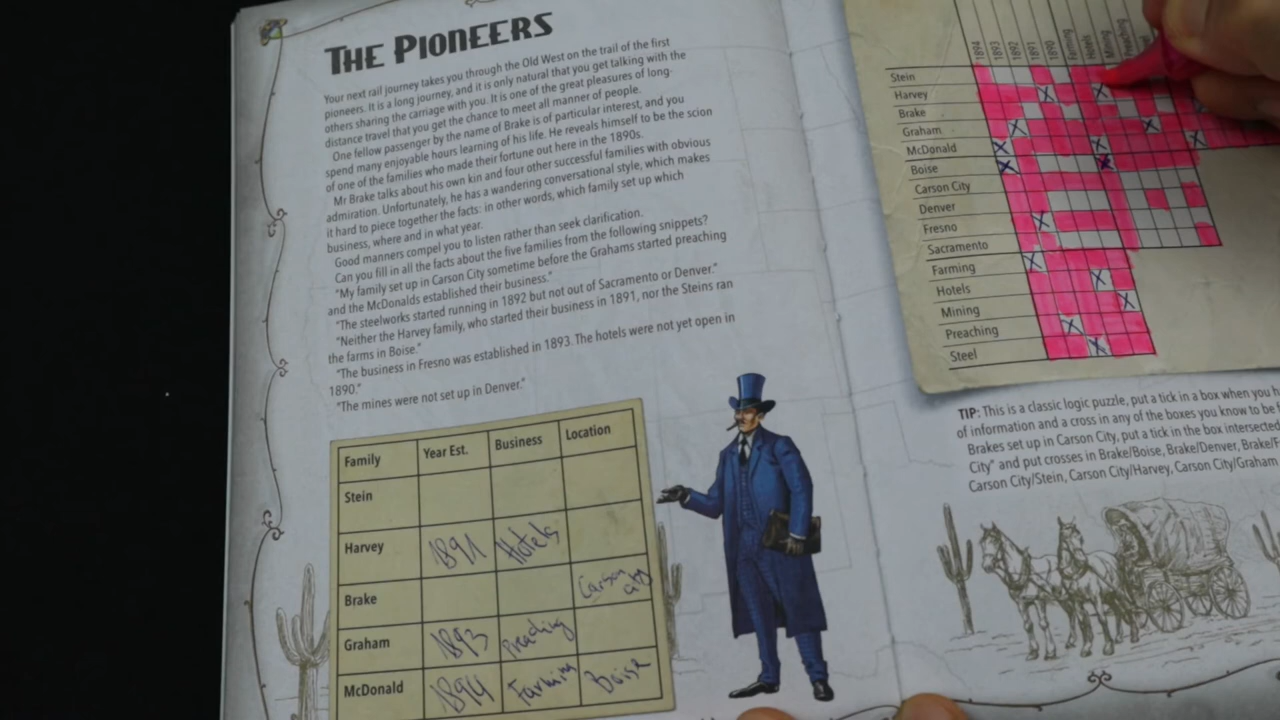 THE PIONEERS
Your next rail journey takes you through the Old West on the trail of the first
pioneers. It is a long journey, and it is only natural that you get talking with the
others sharing the carriage with you. It is one of the great pleasures of long-
distance travel that you get the chance to meet all manner of people.
One fellow passenger by the name of Brake is of particular interest, and you
spend many enjoyable hours learning of his life. He reveals himself to be the scion
of one of the families who made their fortune out here in the 1890s.
Mr Brake talks about his own kin and four other successful families with obvious
admiration. Unfortunately, he has a wandering conversational style, which makes
it hard to piece together the facts: in other words, which family set up which
business, where and in what year.
Good manners compel you to listen rather than seek clarification.
Can you fill in all the facts about the five families from the following snippets?
"My family set up in Carson City sometime before the Grahams started preaching
and the McDonalds established their business."
"The steelworks started running in 1892 but not out of Sacramento or Denver."
"Neither the Harvey family, who started their business in 1891, nor the Steins ran
the farms in Boise."
"The business in Fresno was established in 1893. The hotels were not yet open in
1890."
"The mines were not set up in Denver."
Family Year Est. Business Location
Stein
Harvey 1891 Hotels
Brake Carson City
Graham 1893 Preaching
McDonald 1894 Farming Boise
1894 1893 1892 1891 1890 Farming Hotels Mining Preaching
Stein
Harvey
Brake
Graham
McDonald
Boise
Carson City
Denver
Fresno
Sacramento
Farming
Hotels
Mining
Preaching
Steel
TIP: This is a classic logic puzzle, put a tick in a box when you h
of information and a cross in any of the boxes you know to be f
Brakes set up in Carson City, put a tick in the box intersected
City" and put crosses in Brake/Boise, Brake/Denver, Brake/F
Carson City/Stein, Carson City/Harvey, Carson City/Graham